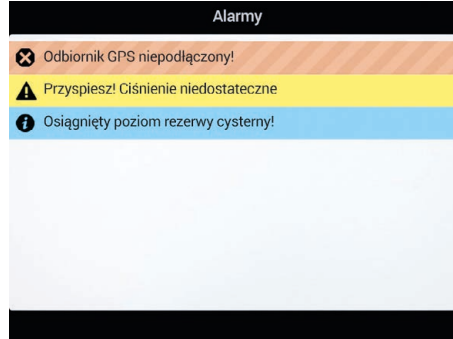 Alarmy
Odbiornik GPS niepodłączony!
Przyspiesz! Ciśnienie niedostateczne
Osiągnięty poziom rezerwy cysterny!